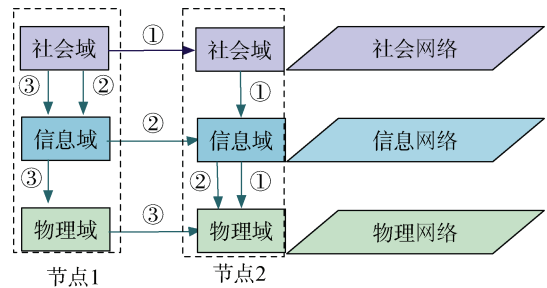 社会域 ① 社会域 社会网络
③ ② ①
信息域 ② 信息域 信息网络
③ ② ①
物理域 ③ 物理域 物理网络
节点1 节点2